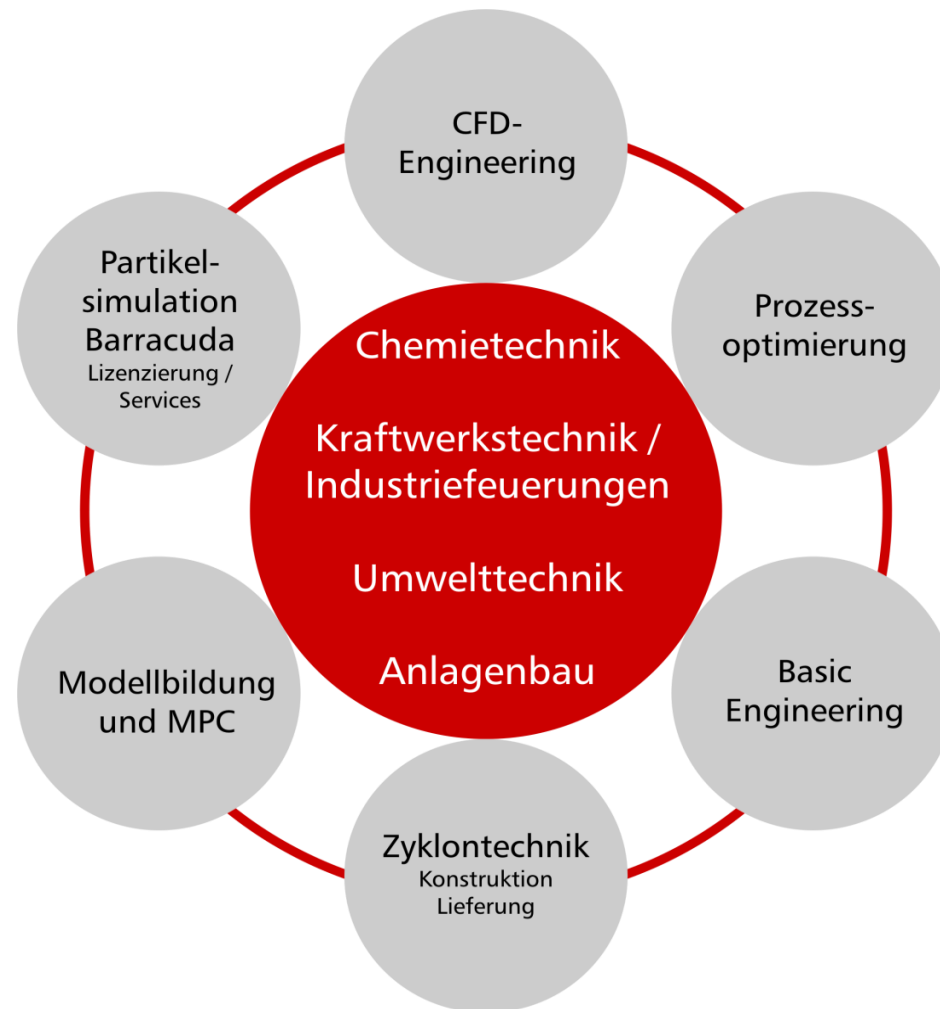 CFD-
Engineering
Partikel-
simulation
Barracuda
Lizenzierung /
Services
Prozess-
optimierung
Chemietechnik
Kraftwerkstechnik /
Industriefeuerungen
Umwelttechnik
Anlagenbau
Modellbildung
und MPC
Basic
Engineering
Zyklontechnik
Konstruktion
Lieferung